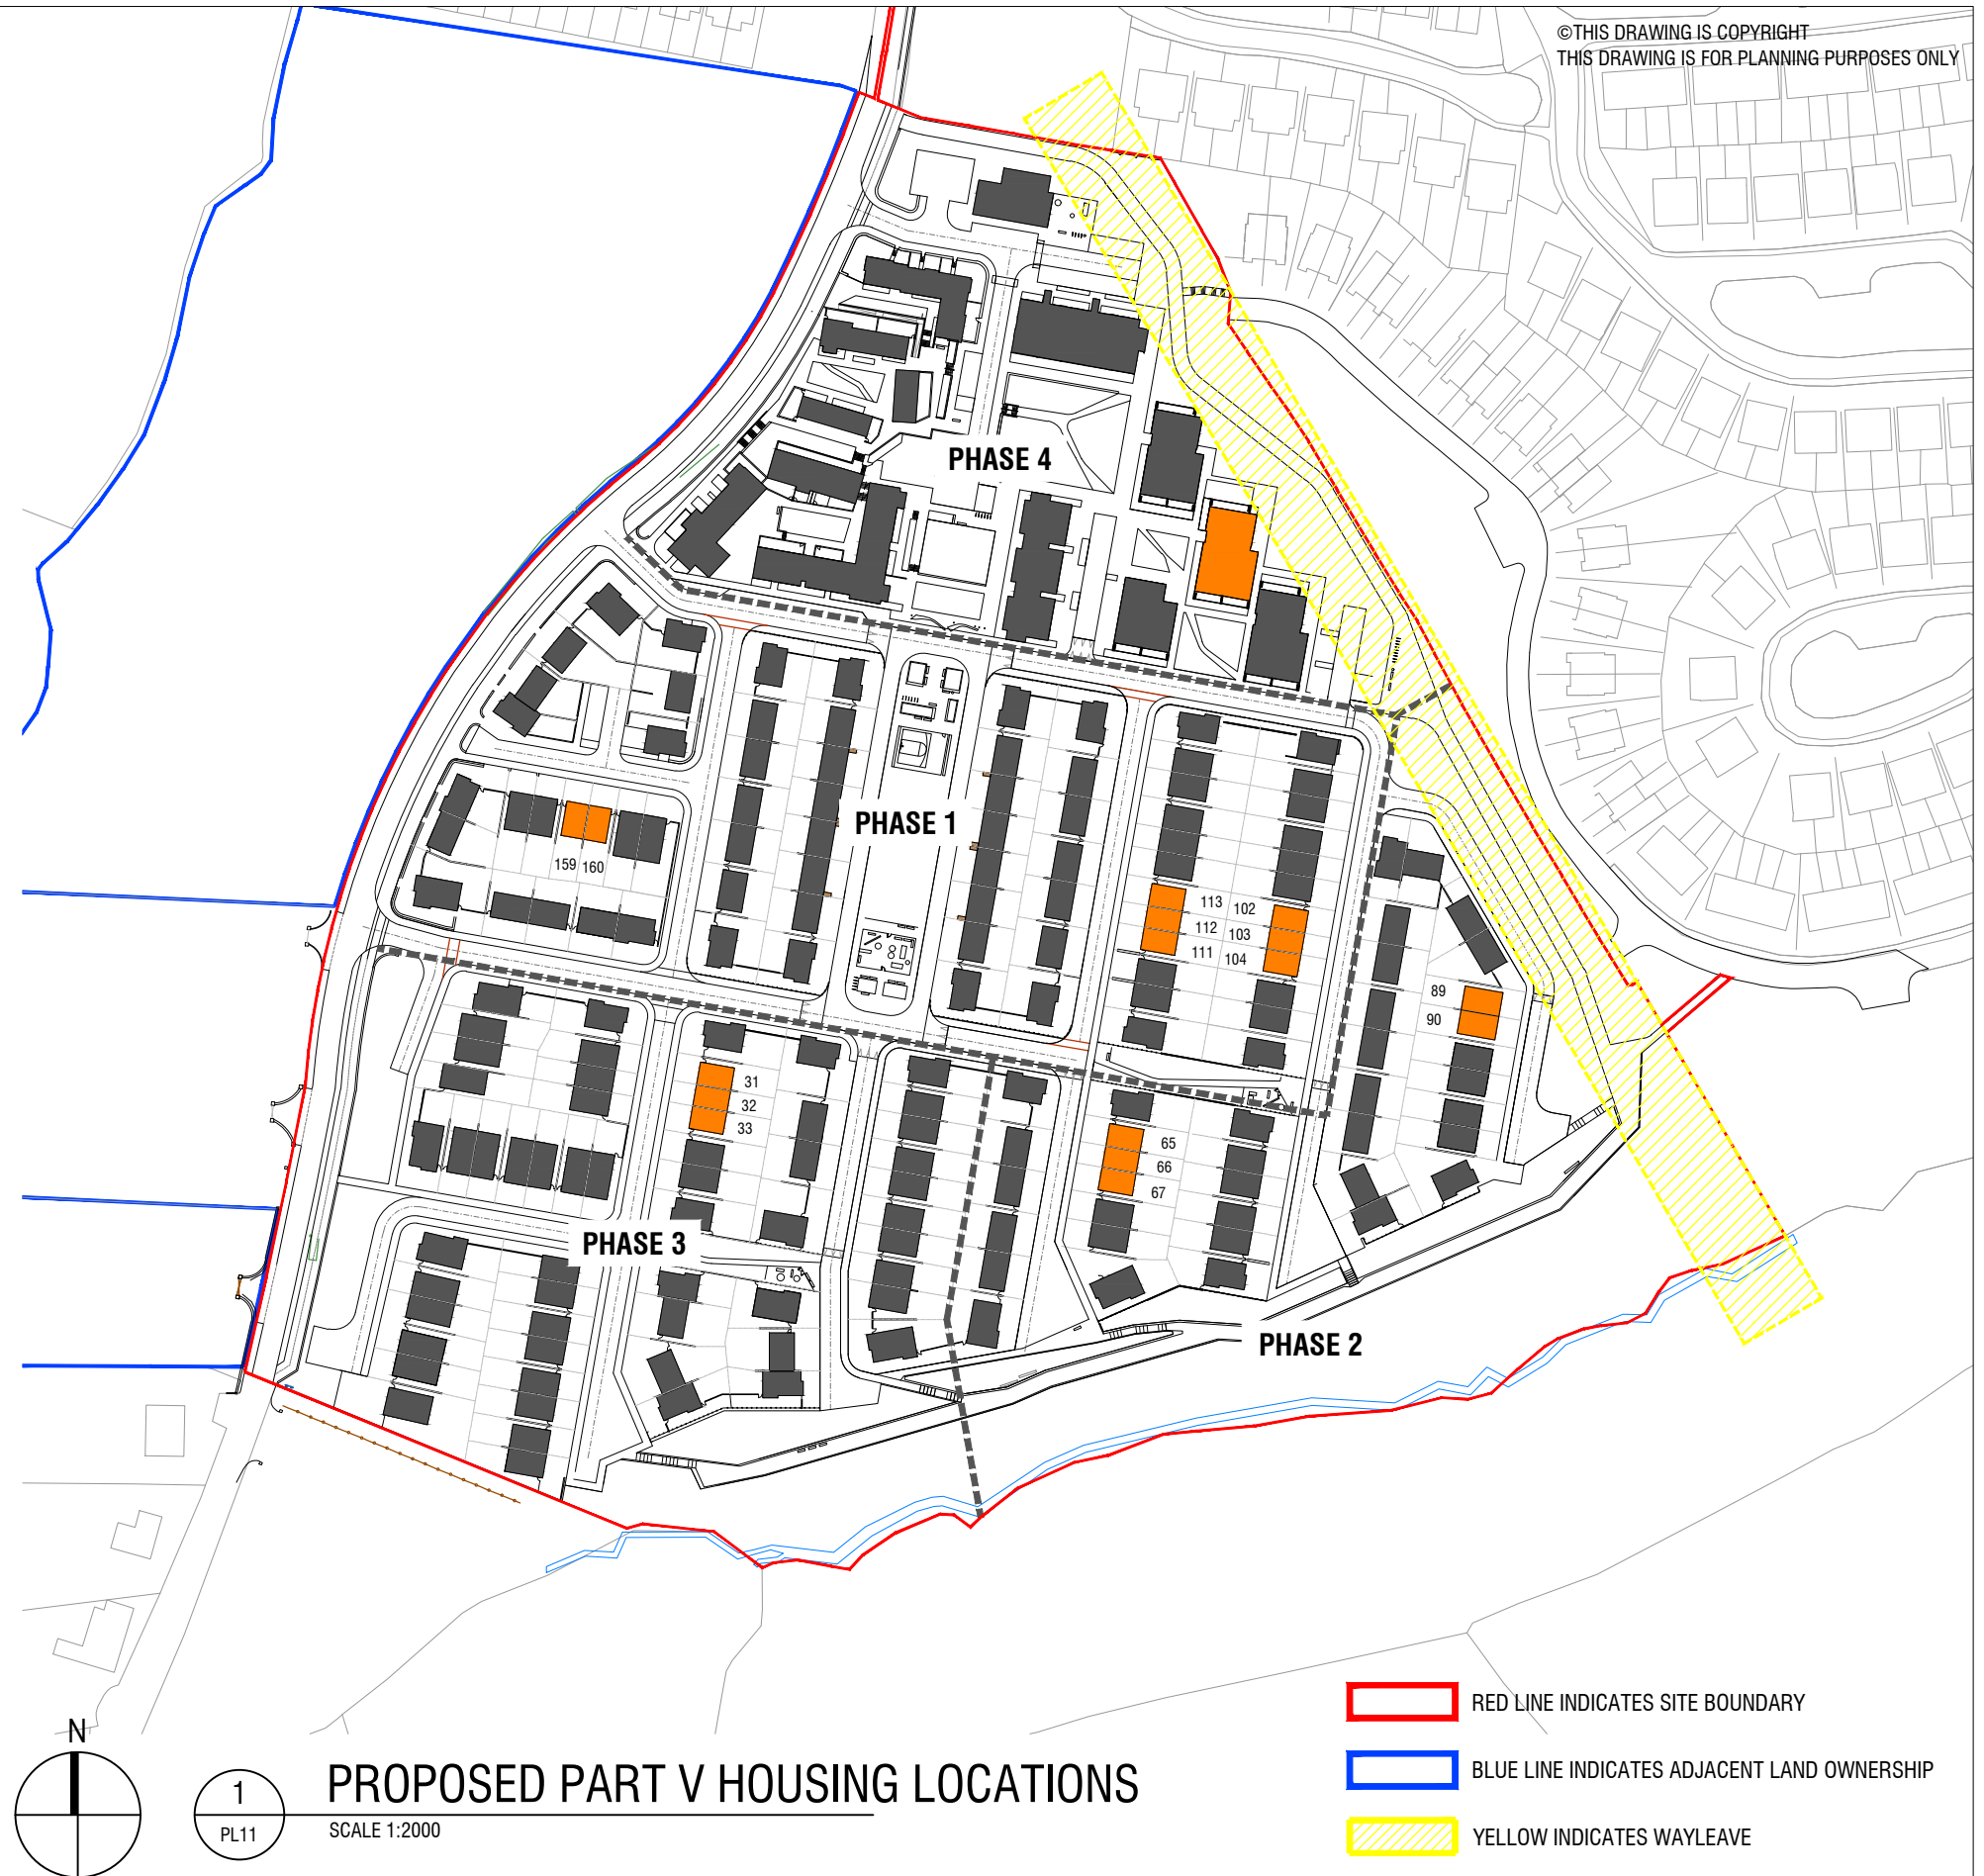 ©THIS DRAWING IS COPYRIGHT
THIS DRAWING IS FOR PLANNING PURPOSES ONLY
PHASE 4
PHASE 1
159 160
113 102
112 103
111 104
89
90
31
32
33
65
66
67
PHASE 3
PHASE 2
RED LINE INDICATES SITE BOUNDARY
BLUE LINE INDICATES ADJACENT LAND OWNERSHIP
YELLOW INDICATES WAYLEAVE
N
1
PL11
PROPOSED PART V HOUSING LOCATIONS
SCALE 1:2000